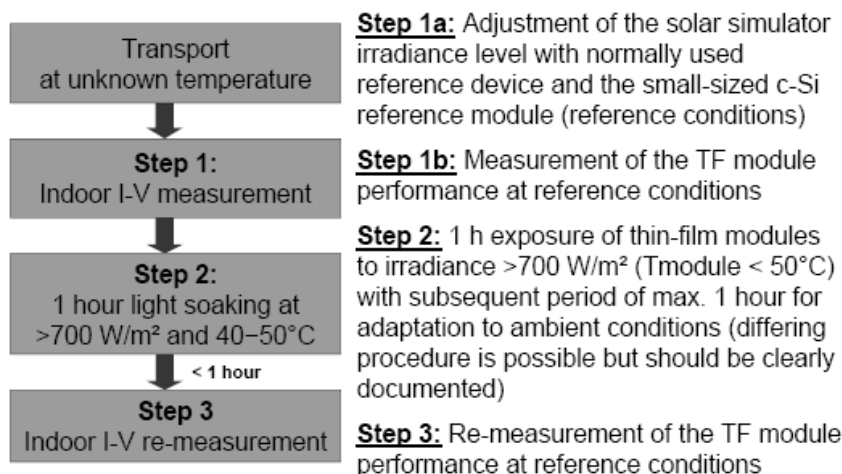 Transport
at unknown temperature
Step 1:
Indoor I-V measurement
Step 2:
1 hour light soaking at
>700 W/m² and 40−50°C
< 1 hour
Step 3
Indoor I-V re-measurement
Step 1a: Adjustment of the solar simulator
irradiance level with normally used
reference device and the small-sized c-Si
reference module (reference conditions)
Step 1b: Measurement of the TF module
performance at reference conditions
Step 2: 1 h exposure of thin-film modules
to irradiance >700 W/m² (Tmodule < 50°C)
with subsequent period of max. 1 hour for
adaptation to ambient conditions (differing
procedure is possible but should be clearly
documented)
Step 3: Re-measurement of the TF module
performance at reference conditions